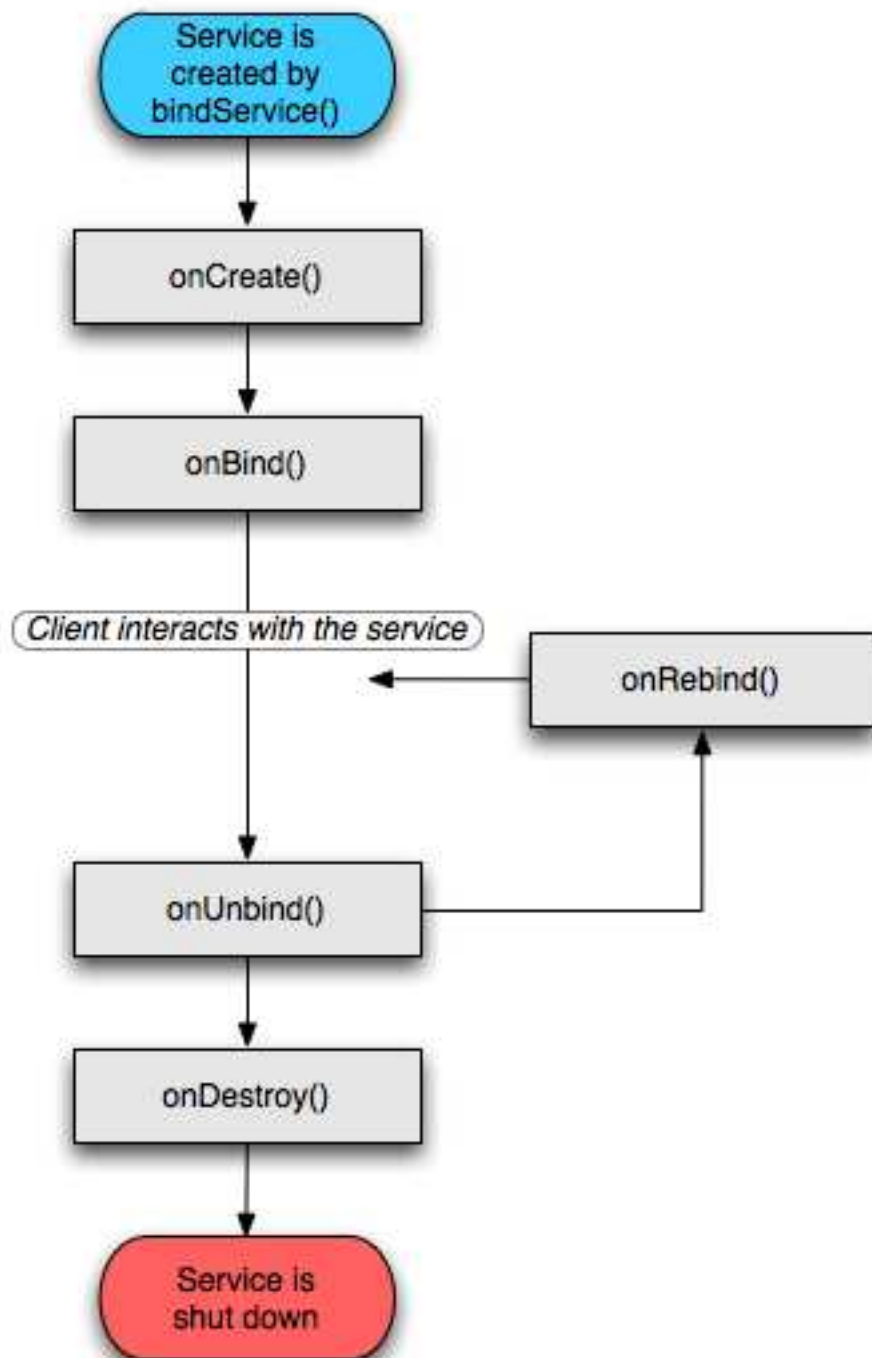 Service is
created by
bindService()
onCreate()
onBind()
Client interacts with the service
onRebind()
onUnbind()
onDestroy()
Service is
shut down